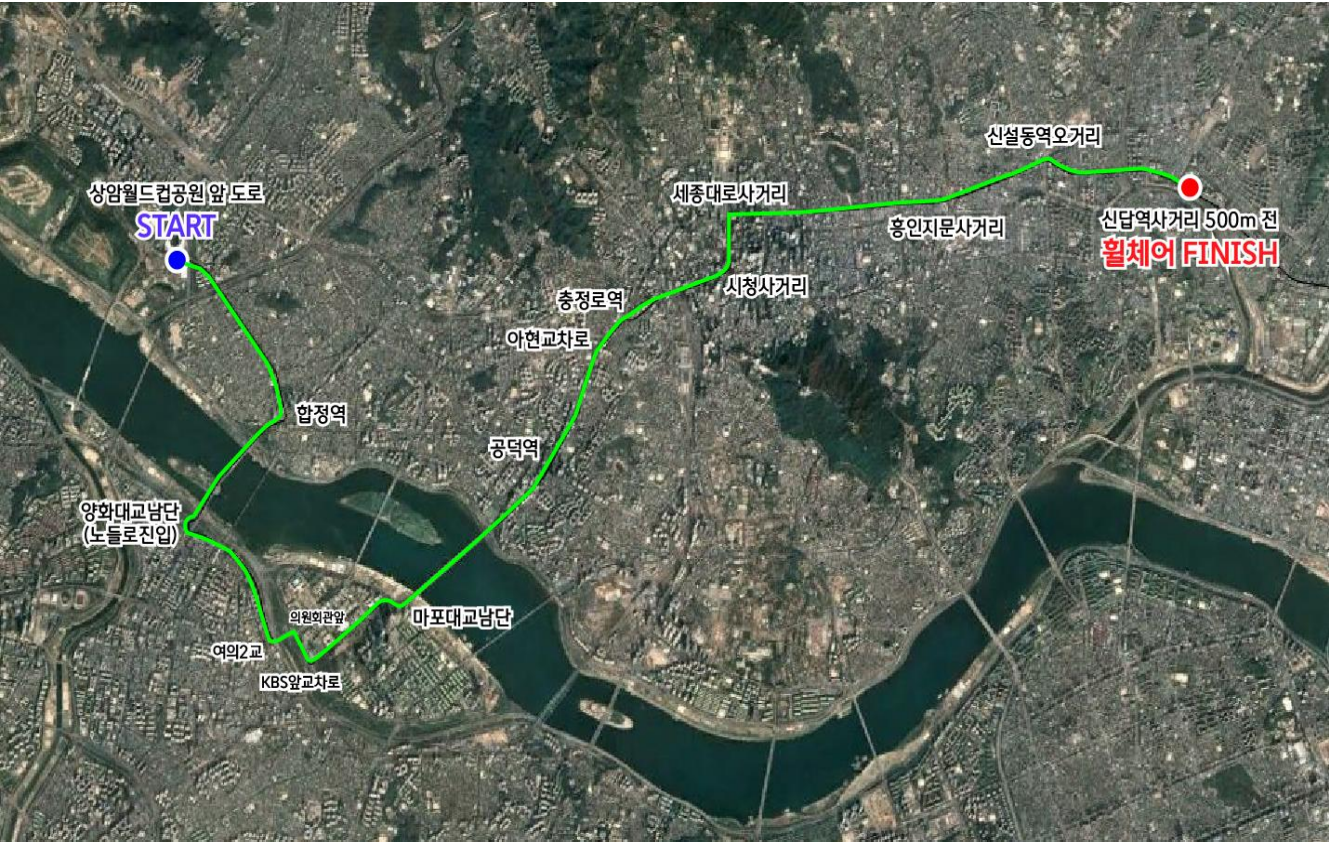 상암월드컵공원 앞 도로
START
합정역
양화대교남단
(노들로진입)
여의2교
의원회관앞
KBS앞교차로
마포대교남단
공덕역
아현교차로
충정로역
시청사거리
세종대로사거리
흥인지문사거리
신설동역오거리
신답역사거리 500m 전
휠체어 FINISH